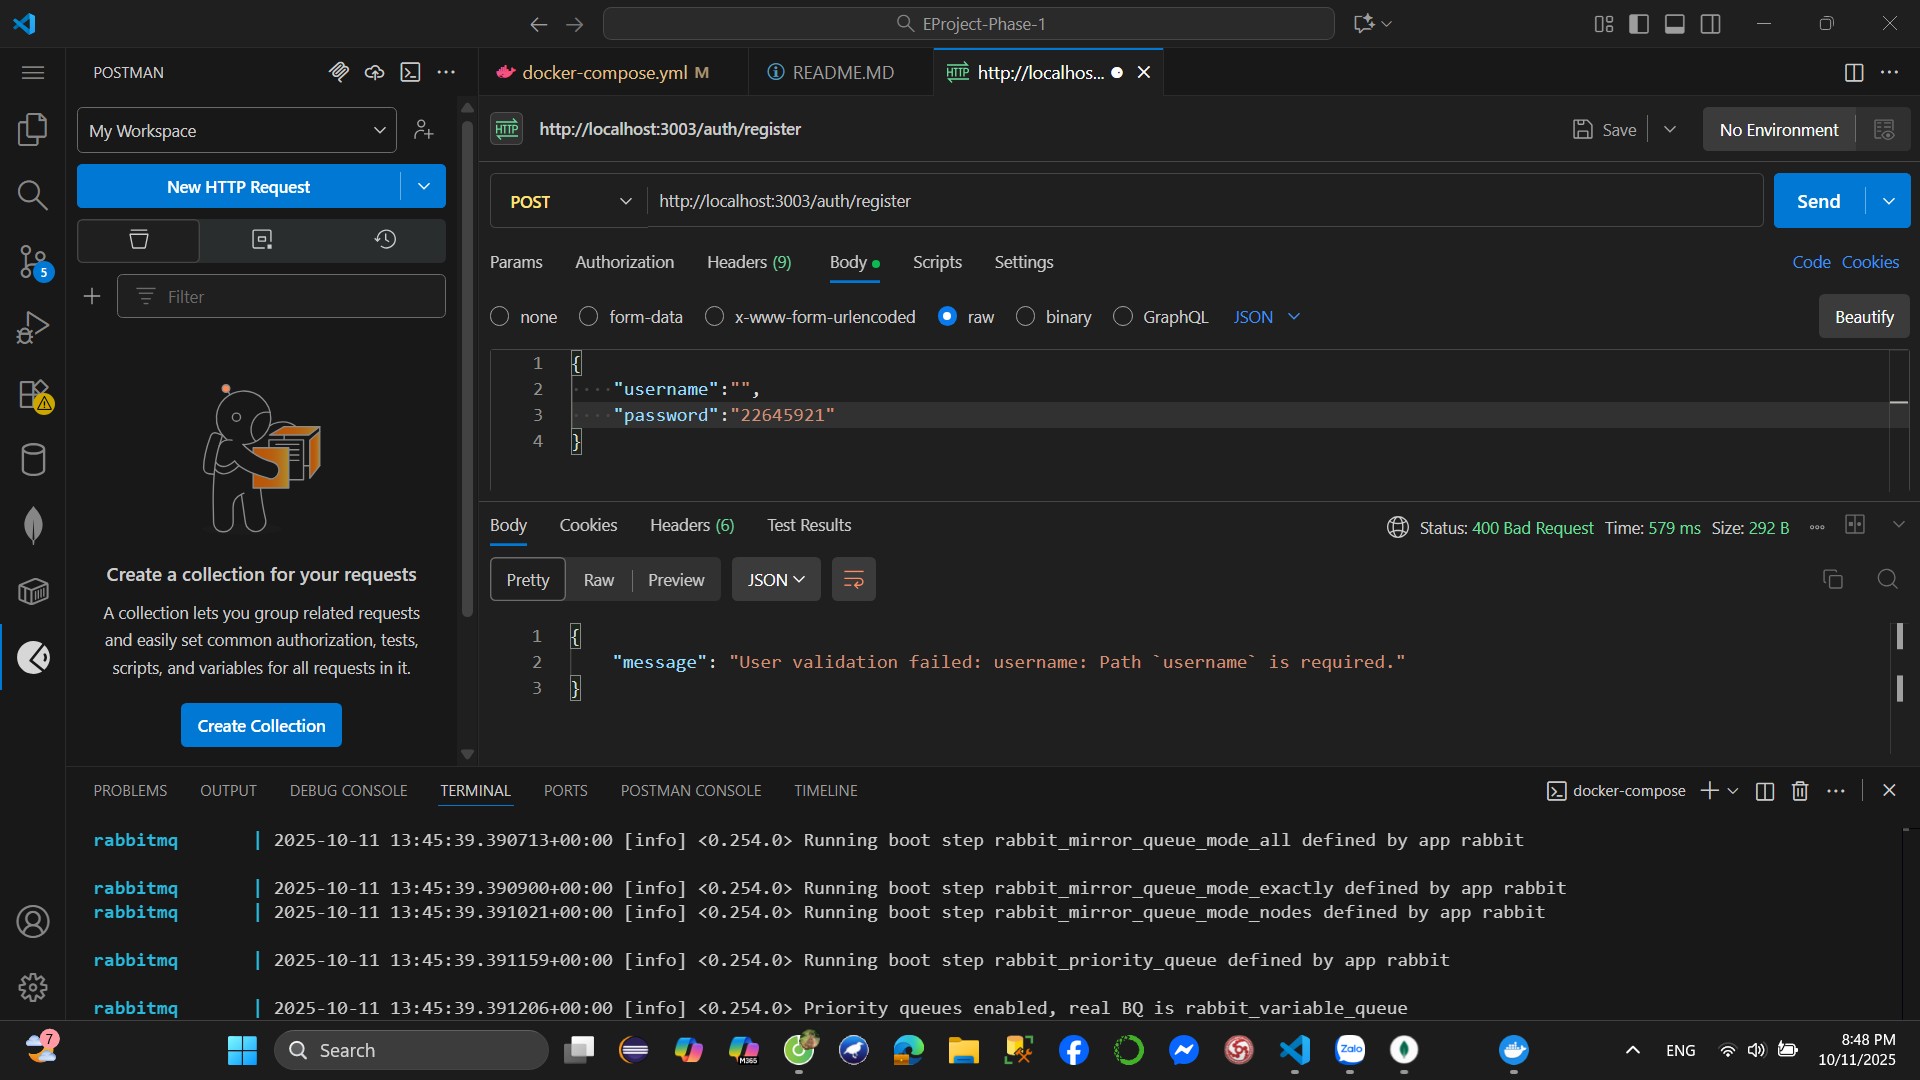 EProject-Phase-1
POSTMAN
docker-compose.yml M
README.MD
HTTP http://localhos...
My Workspace
HTTP http://localhost:3003/auth/register
Save
No Environment
New HTTP Request
POST
http://localhost:3003/auth/register
Send
Params Authorization Headers (9) Body Scripts Settings
Code Cookies
5
Filter
none form-data x-www-form-urlencoded raw binary GraphQL JSON
Beautify
1 {
2 ····"username":"",
3 ····"password":"22645921"
4 }
Body Cookies Headers (6) Test Results
Status: 400 Bad Request Time: 579 ms Size: 292 B
Pretty Raw Preview JSON
1 {
2 "message": "User validation failed: username: Path `username` is required."
3 }
Create a collection for your requests
A collection lets you group related requests
and easily set common authorization, tests,
scripts, and variables for all requests in it.
Create Collection
PROBLEMS OUTPUT DEBUG CONSOLE TERMINAL PORTS POSTMAN CONSOLE TIMELINE
docker-compose
rabbitmq | 2025-10-11 13:45:39.390713+00:00 [info] <0.254.0> Running boot step rabbit_mirror_queue_mode_all defined by app rabbit
rabbitmq | 2025-10-11 13:45:39.390900+00:00 [info] <0.254.0> Running boot step rabbit_mirror_queue_mode_exactly defined by app rabbit
rabbitmq | 2025-10-11 13:45:39.391021+00:00 [info] <0.254.0> Running boot step rabbit_mirror_queue_mode_nodes defined by app rabbit
rabbitmq | 2025-10-11 13:45:39.391159+00:00 [info] <0.254.0> Running boot step rabbit_priority_queue defined by app rabbit
rabbitmq | 2025-10-11 13:45:39.391206+00:00 [info] <0.254.0> Priority queues enabled, real BQ is rabbit_variable_queue
7
Search
M365
Zalo
ENG
8:48 PM
10/11/2025